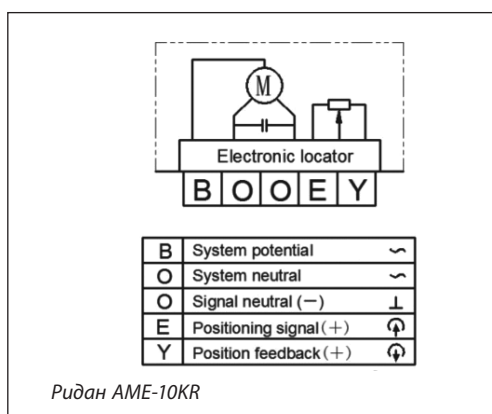 M
Electronic locator
B O O E Y
B System potential ∽
O System neutral ∽
O Signal neutral (—) ⊥
E Positioning signal (+)
Y Position feedback (+)
Ридан AME-10KR